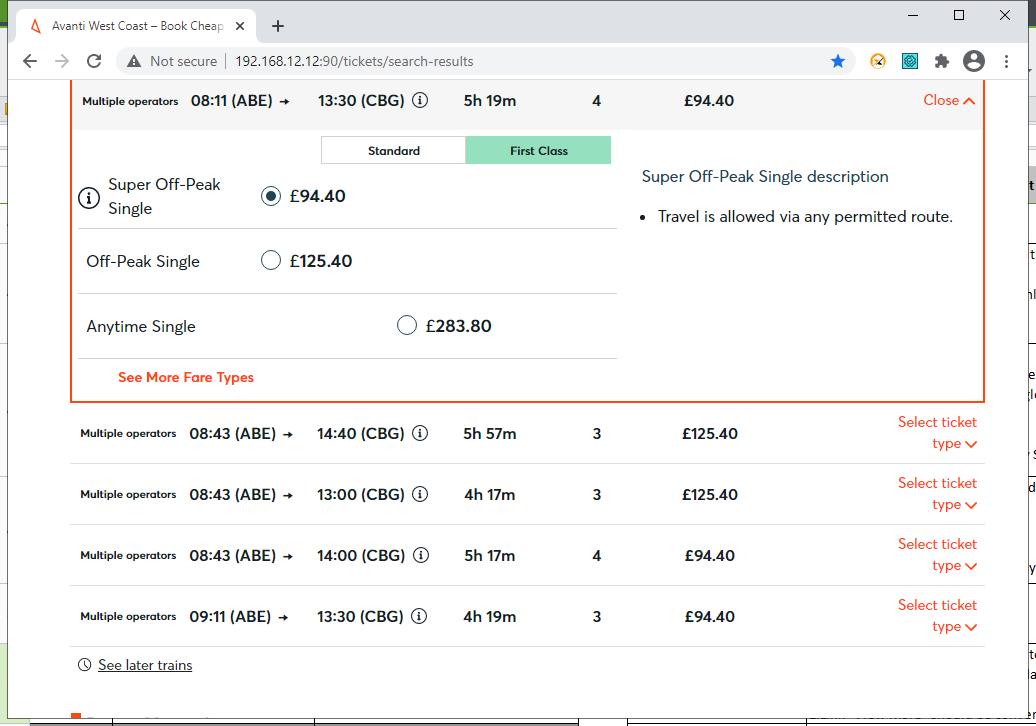 Avanti West Coast – Book Cheap
Not secure | 192.168.12.12:90/tickets/search-results
Multiple operators 08:11 (ABE) → 13:30 (CBG) 5h 19m 4 £94.40 Close
Standard First Class
Super Off-Peak
Single
£94.40
Super Off-Peak Single description
• Travel is allowed via any permitted route.
Off-Peak Single £125.40
Anytime Single £283.80
See More Fare Types
Multiple operators 08:43 (ABE) → 14:40 (CBG) 5h 57m 3 £125.40 Select ticket
type
Multiple operators 08:43 (ABE) → 13:00 (CBG) 4h 17m 3 £125.40 Select ticket
type
Multiple operators 08:43 (ABE) → 14:00 (CBG) 5h 17m 4 £94.40 Select ticket
type
Multiple operators 09:11 (ABE) → 13:30 (CBG) 4h 19m 3 £94.40 Select ticket
type
See later trains